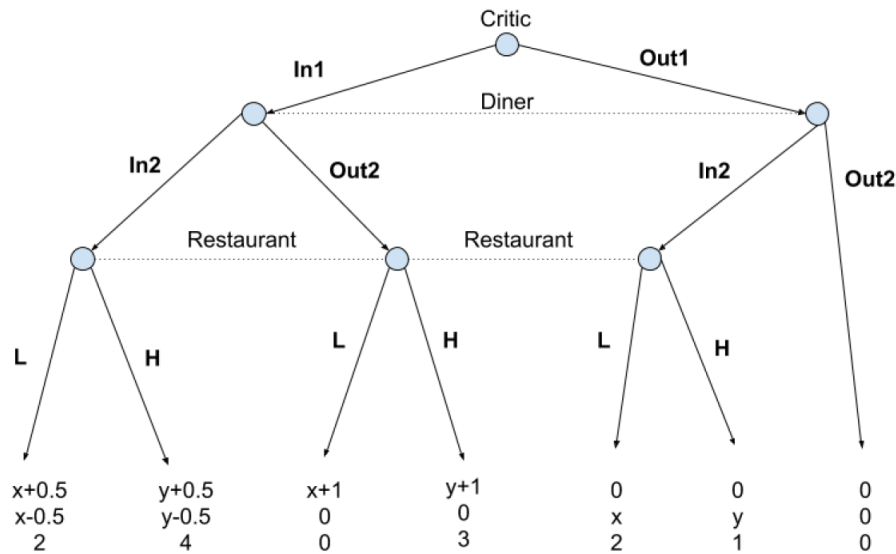 Critic
In1
Out1
Diner
In2
Out2
In2
Out2
Restaurant
Restaurant
L
H
L
H
L
H
x+0.5 y+0.5 x+1 y+1 0 0 0
x-0.5 y-0.5 0 0 x y 0
2 4 0 3 2 1 0